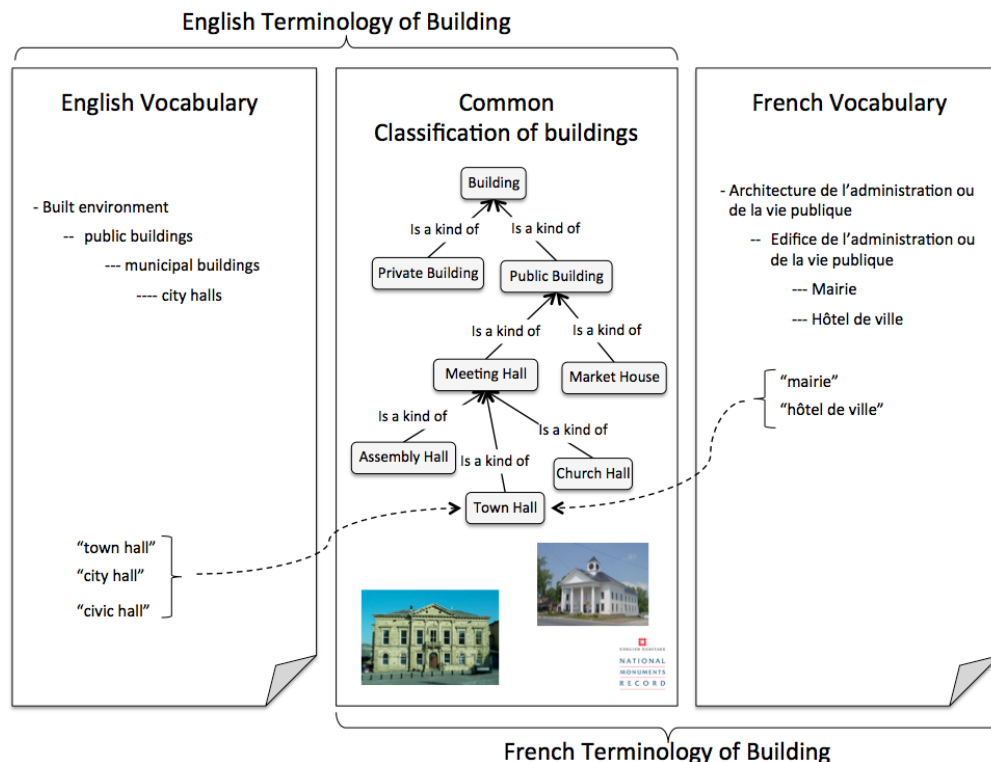 English Terminology of Building
English Vocabulary
- Built environment
-- public buildings
--- municipal buildings
---- city halls
“town hall”
“city hall”
“civic hall”
Common
Classification of buildings
Building
Is a kind of
Is a kind of
Private Building
Public Building
Is a kind of
Is a kind of
Meeting Hall
Market House
Is a kind of
Is a kind of
Is a kind of
Assembly Hall
Church Hall
Town Hall
ENGLISH HERITAGE
NATIONAL
MONUMENTS
RECORD
French Vocabulary
- Architecture de l’administration ou
de la vie publique
-- Edifice de l’administration ou
de la vie publique
--- Mairie
--- Hôtel de ville
“mairie”
“hôtel de ville”
French Terminology of Building